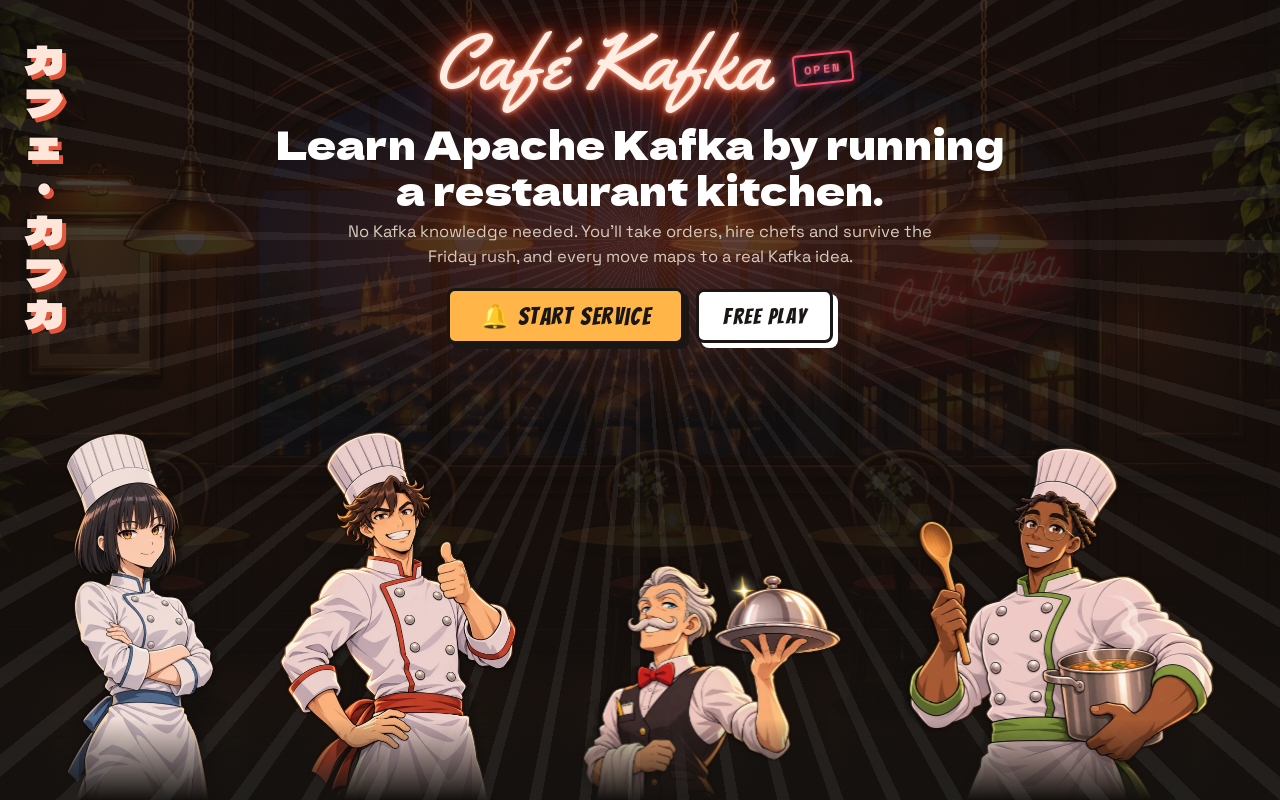 カフェ・カフカ
Café Kafka
OPEN
Learn Apache Kafka by running
a restaurant kitchen.
No Kafka knowledge needed. You'll take orders, hire chefs and survive the
Friday rush, and every move maps to a real Kafka idea.
START SERVICE
FREE PLAY
Café Kafka